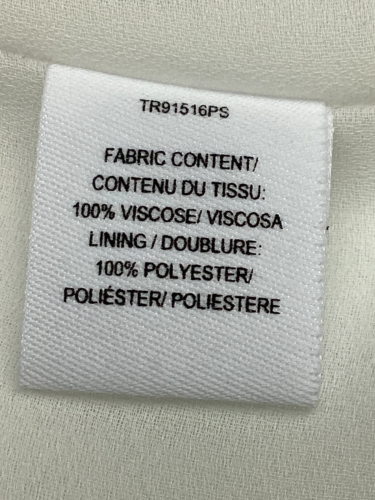 TR91516PS
FABRIC CONTENT/
CONTENU DU TISSU:
100% VISCOSE/ VISCOSA
LINING / DOUBLURE:
100% POLYESTER/
POLIÉSTER/ POLIESTERE